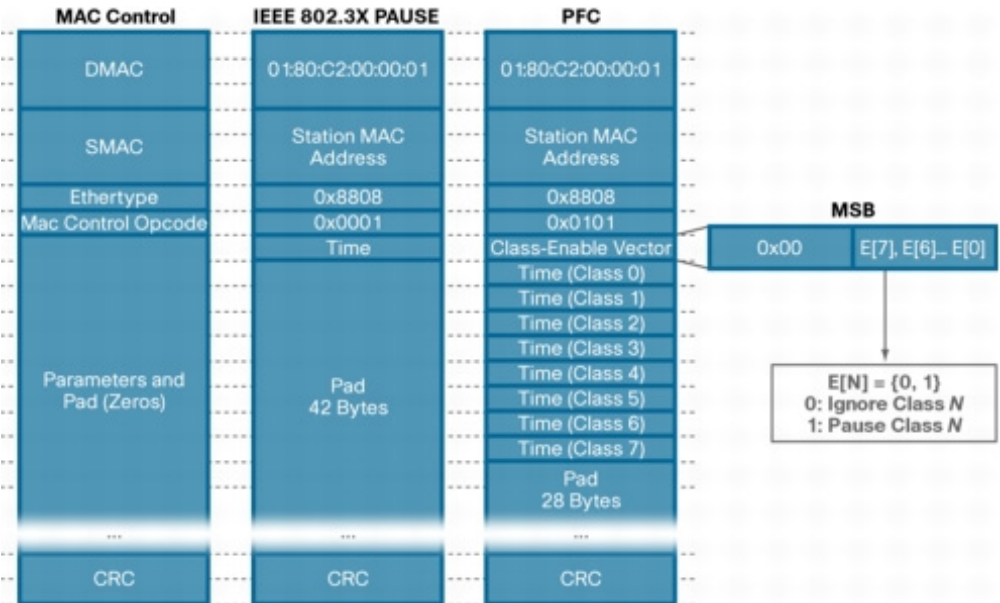 MAC Control
DMAC
SMAC
Ethertype
Mac Control Opcode
Parameters and
Pad (Zeros)
...
CRC
IEEE 802.3X PAUSE
01:80:C2:00:00:01
Station MAC
Address
0x8808
0x0001
Time
Pad
42 Bytes
...
CRC
PFC
01:80:C2:00:00:01
Station MAC
Address
0x8808
0x0101
Class-Enable Vector
Time (Class 0)
Time (Class 1)
Time (Class 2)
Time (Class 3)
Time (Class 4)
Time (Class 5)
Time (Class 6)
Time (Class 7)
Pad
28 Bytes
...
CRC
MSB
0x00
E[7], E[6]... E[0]
E[N] = {0, 1}
0: Ignore Class N
1: Pause Class N